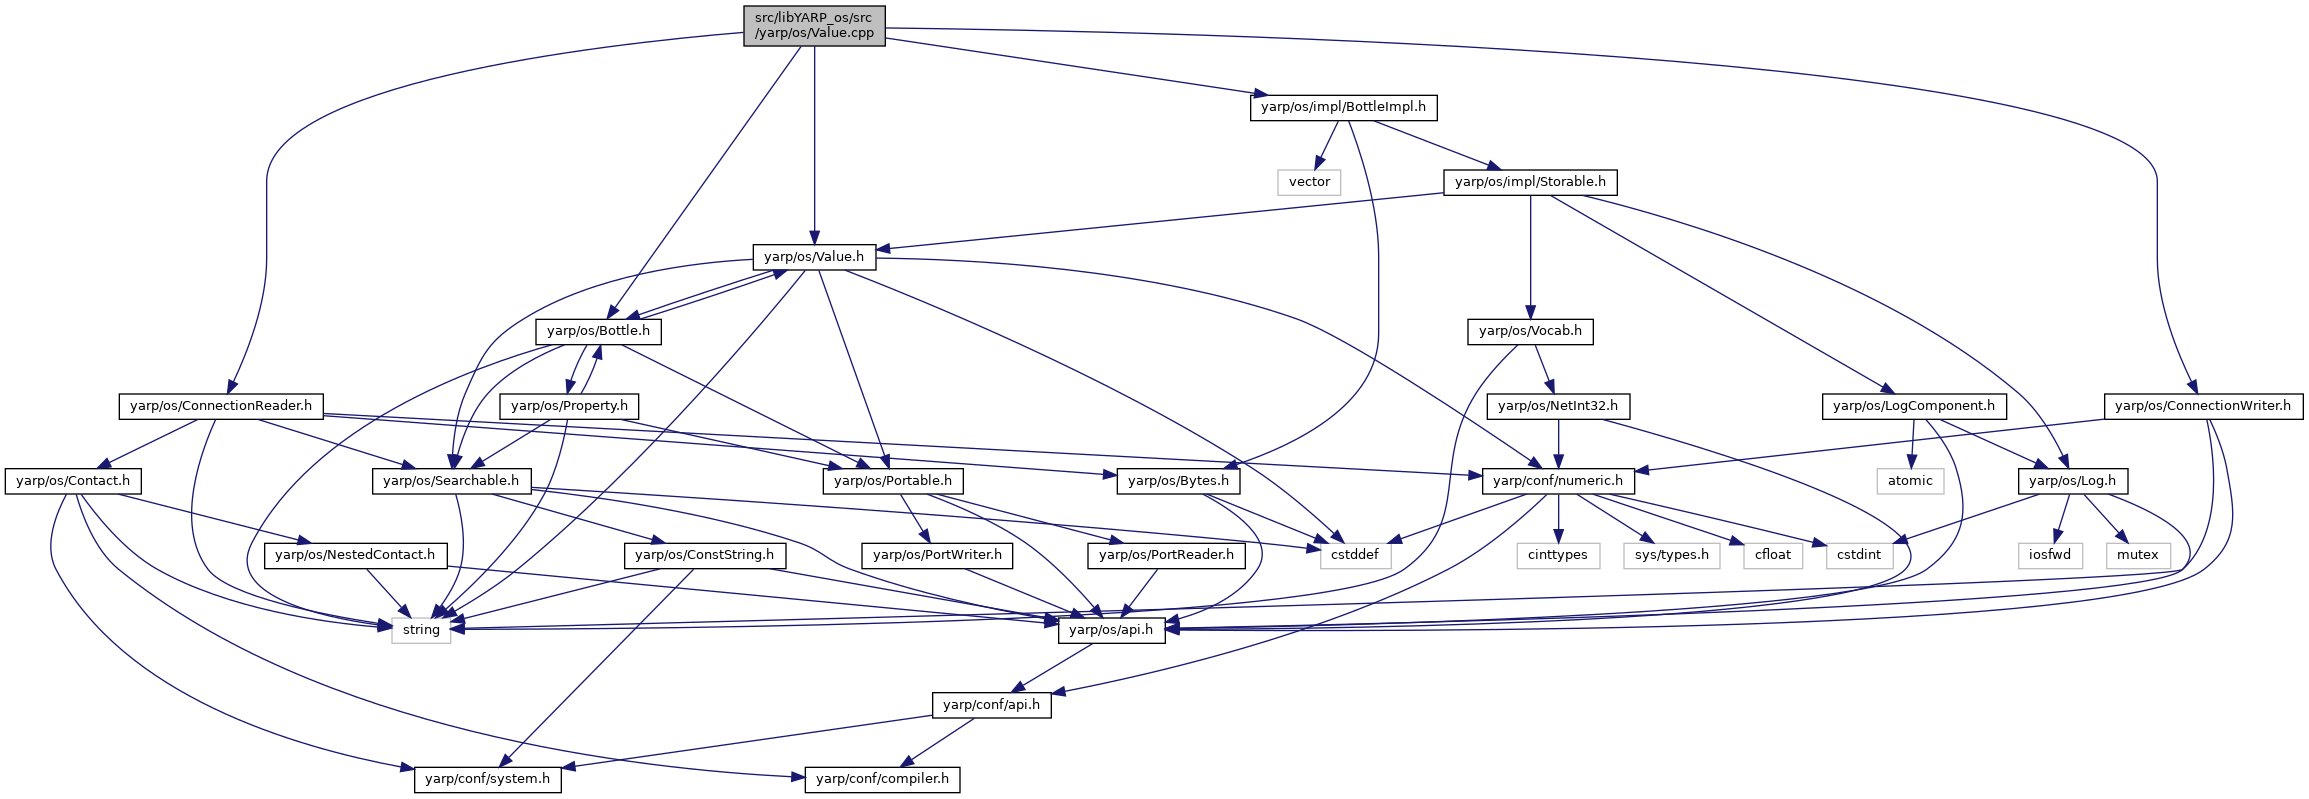 src/libYARP_os/src
/yarp/os/Value.cpp
yarp/os/impl/BottleImpl.h
vector
yarp/os/impl/Storable.h
yarp/os/Value.h
yarp/os/Bottle.h
yarp/os/Vocab.h
yarp/os/ConnectionReader.h
yarp/os/Property.h
yarp/os/NetInt32.h
yarp/os/LogComponent.h
yarp/os/ConnectionWriter.h
yarp/os/Contact.h
yarp/os/Searchable.h
yarp/os/Portable.h
yarp/os/Bytes.h
yarp/conf/numeric.h
atomic
yarp/os/Log.h
yarp/os/NestedContact.h
yarp/os/ConstString.h
yarp/os/PortWriter.h
yarp/os/PortReader.h
cstddef
cinttypes
sys/types.h
cfloat
cstdint
iosfwd
mutex
string
yarp/os/api.h
yarp/conf/api.h
yarp/conf/system.h
yarp/conf/compiler.h